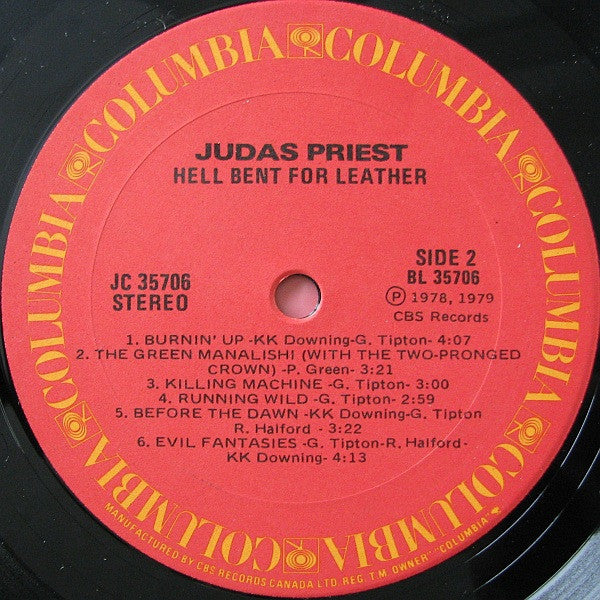 COLUMBIA COLUMBIA COLUMBIA COLUMBIA COLUMBIA COLUMBIA
JUDAS PRIEST
HELL BENT FOR LEATHER
JC 35706
STEREO
SIDE 2
BL 35706
Ⓟ 1978, 1979
CBS Records
1. BURNIN' UP -KK Downing-G. Tipton- 4:07
2. THE GREEN MANALISHI (WITH THE TWO-PRONGED
CROWN) -P. Green- 3:21
3. KILLING MACHINE -G. Tipton- 3:00
4. RUNNING WILD -G. Tipton- 2:59
5. BEFORE THE DAWN -KK Downing-G. Tipton
R. Halford - 3:22
6. EVIL FANTASIES -G. Tipton-R. Halford-
KK Downing- 4:13
MANUFACTURED BY CBS RECORDS CANADA LTD. REG. T.M. OWNER "COLUMBIA"